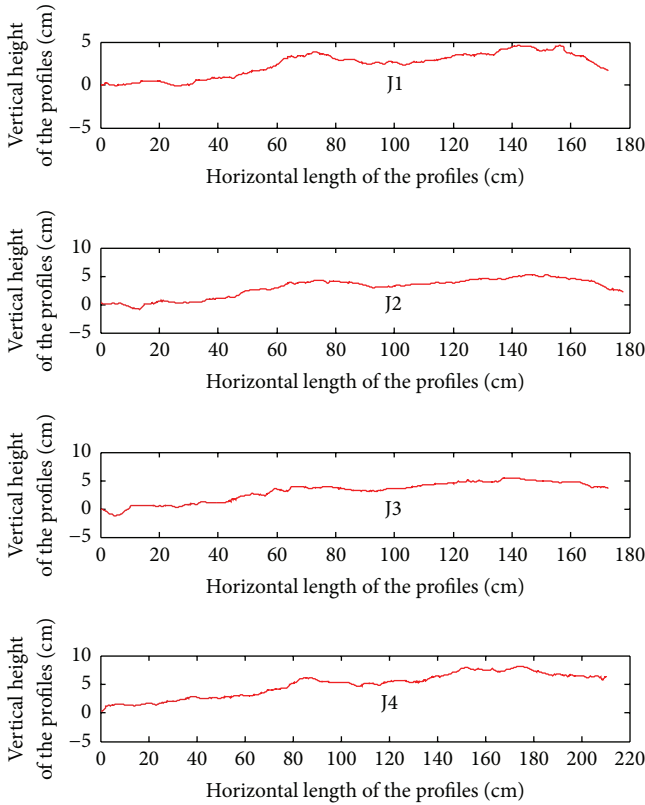 Vertical height
of the profiles (cm)
5
0
−5
J1
0 20 40 60 80 100 120 140 160 180
Horizontal length of the profiles (cm)
Vertical height
of the profiles (cm)
10
5
0
−5
J2
0 20 40 60 80 100 120 140 160 180
Horizontal length of the profiles (cm)
Vertical height
of the profiles (cm)
10
5
0
−5
J3
0 20 40 60 80 100 120 140 160 180
Horizontal length of the profiles (cm)
Vertical height
of the profiles (cm)
10
5
0
−5
J4
0 20 40 60 80 100 120 140 160 180 200 220
Horizontal length of the profiles (cm)